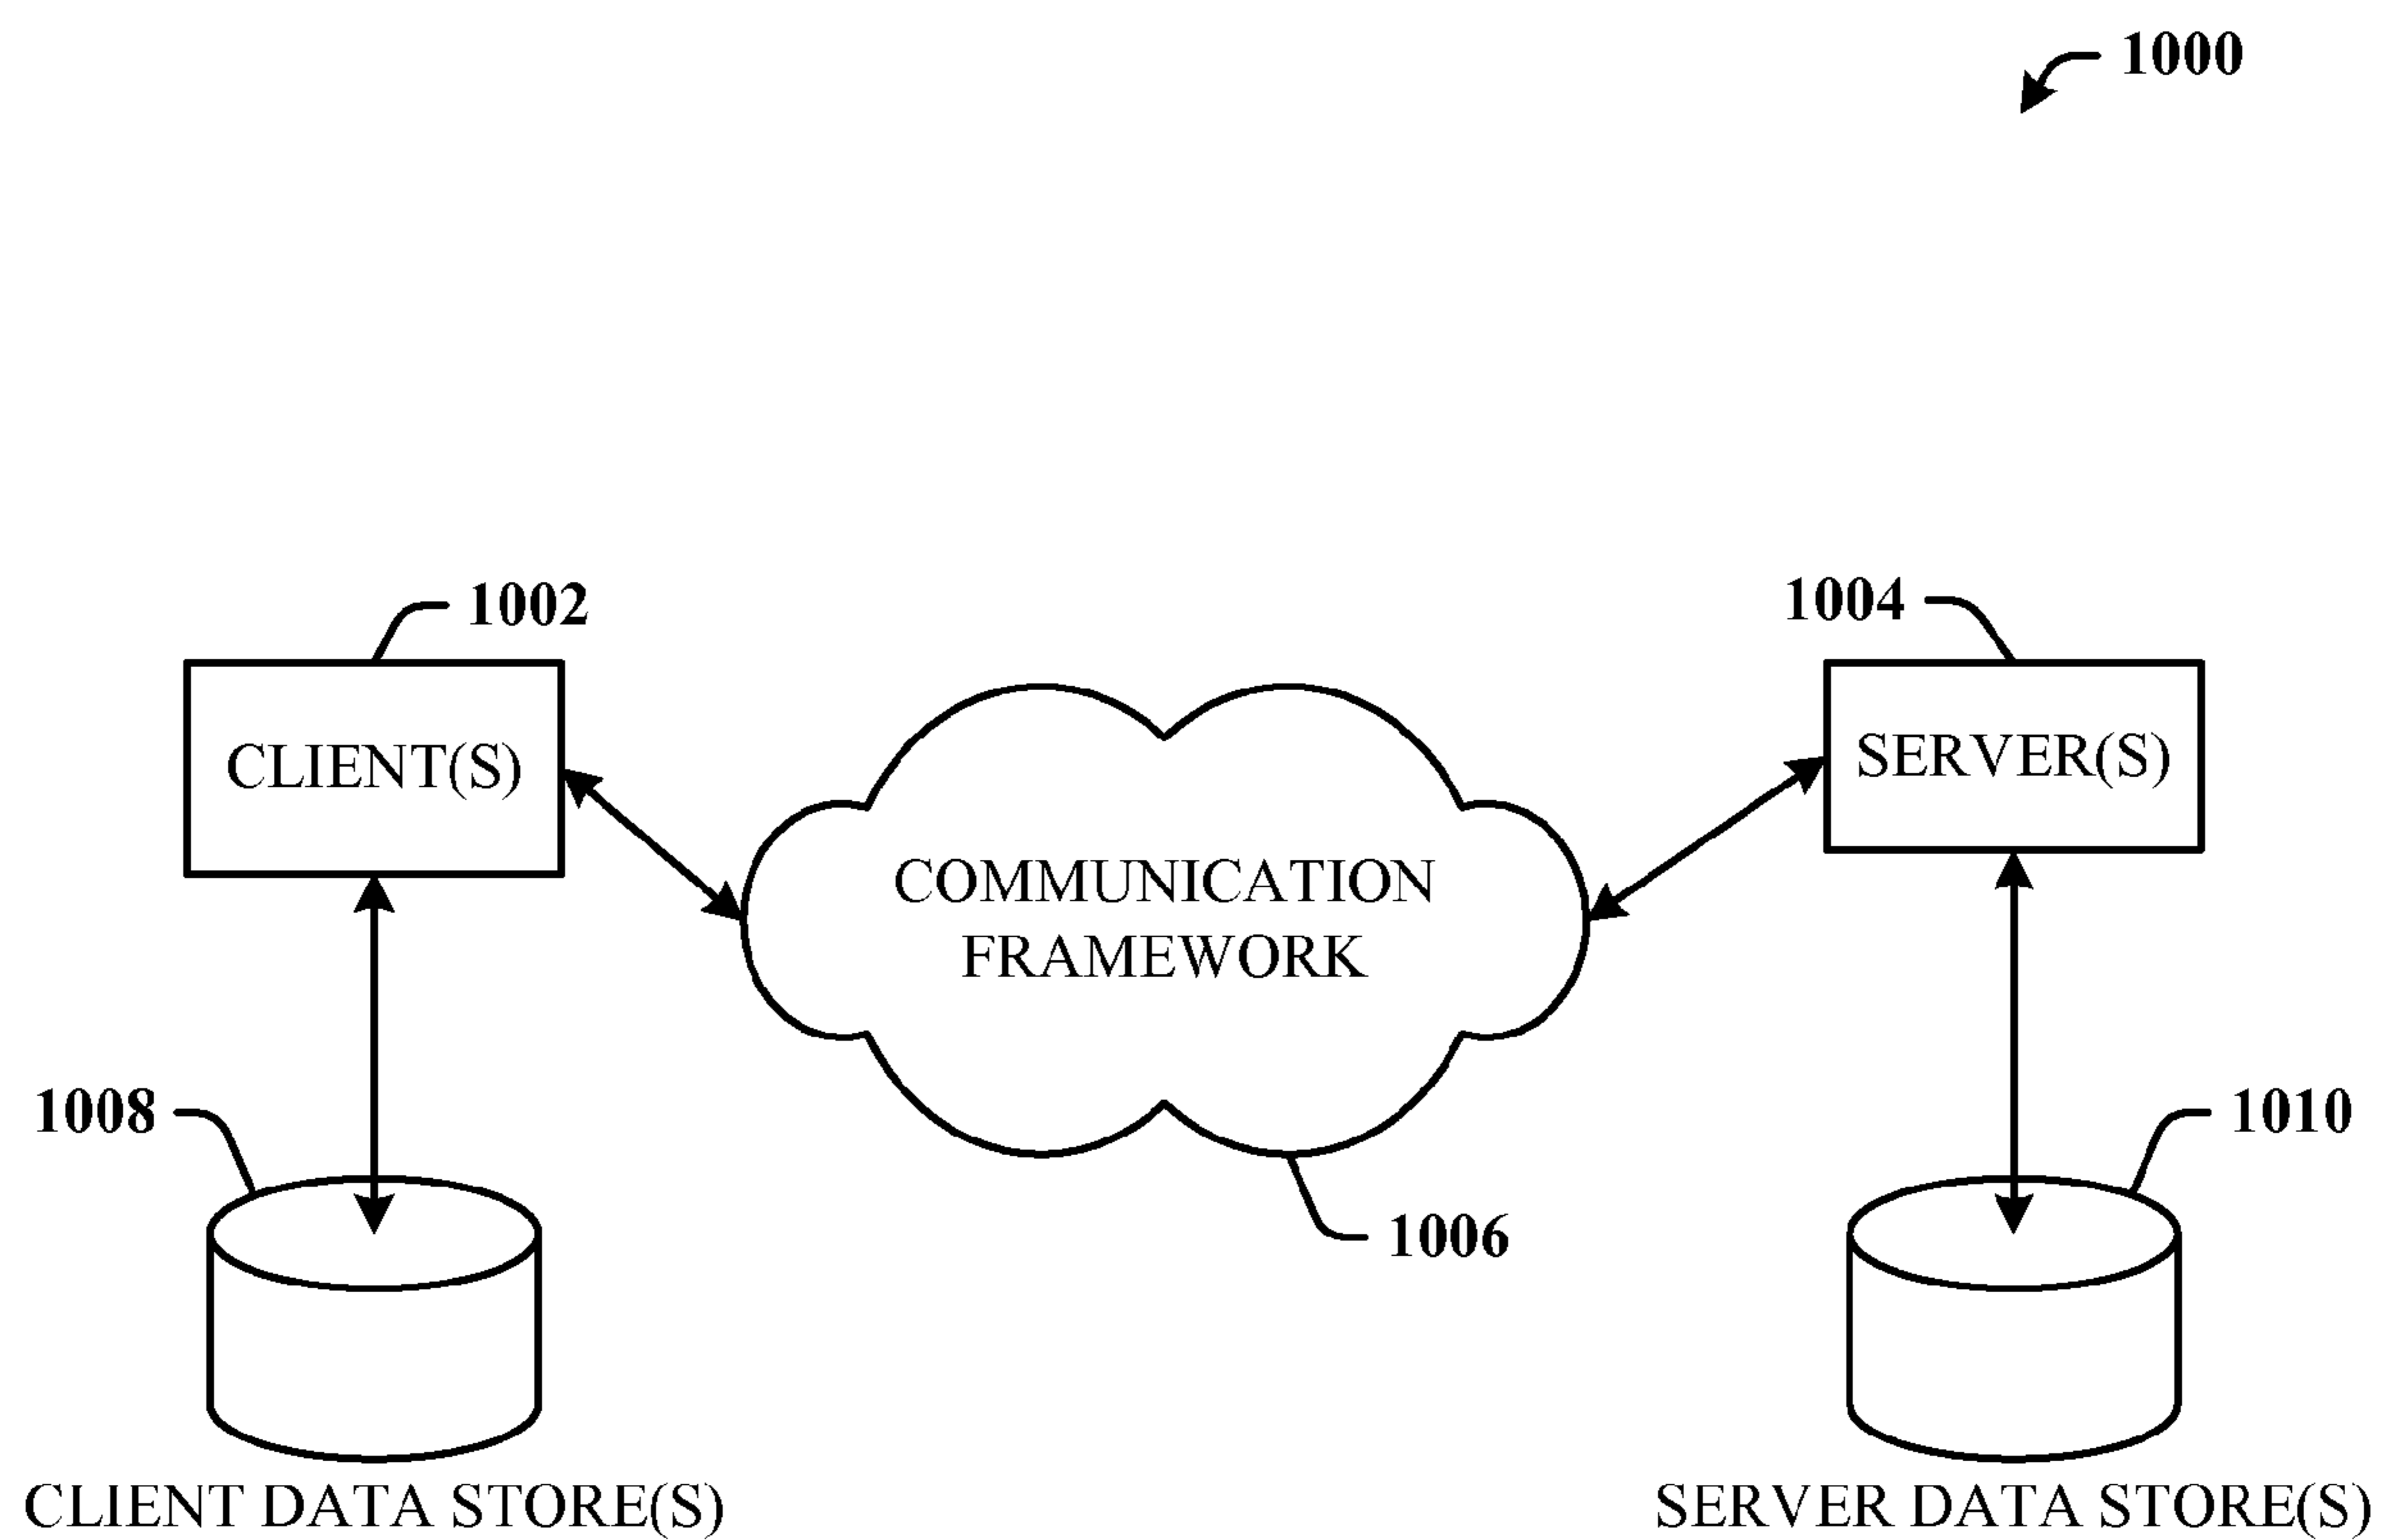 1000
1002
1004
CLIENT(S)
SERVER(S)
COMMUNICATION
FRAMEWORK
1008
1010
1006
CLIENT DATA STORE(S)
SERVER DATA STORE(S)